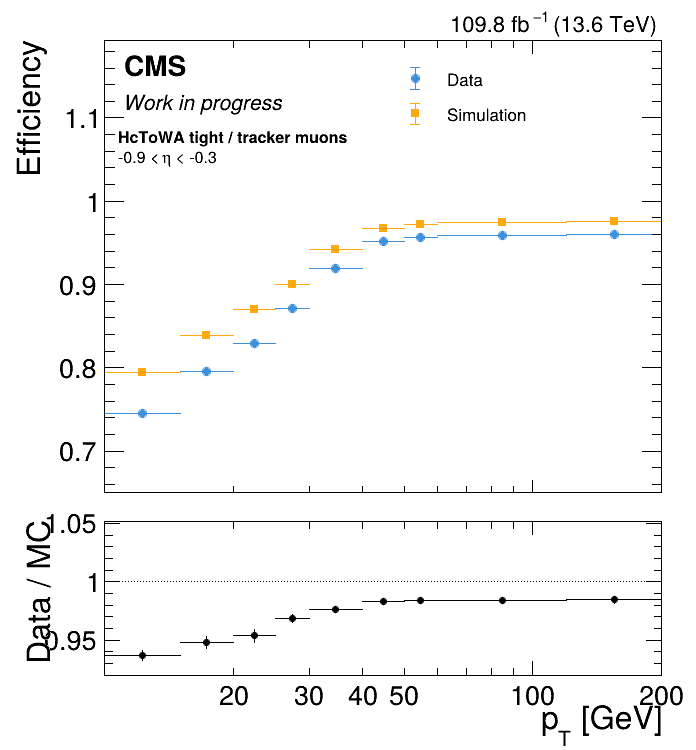 109.8 fb⁻¹ (13.6 TeV)
CMS
Work in progress
HcToWA tight / tracker muons
-0.9 < η < -0.3
Data
Simulation
Efficiency
1.1
1
0.9
0.8
0.7
Data / MC
1.05
1
0.95
20 30 40 50 100 200
p_T [GeV]